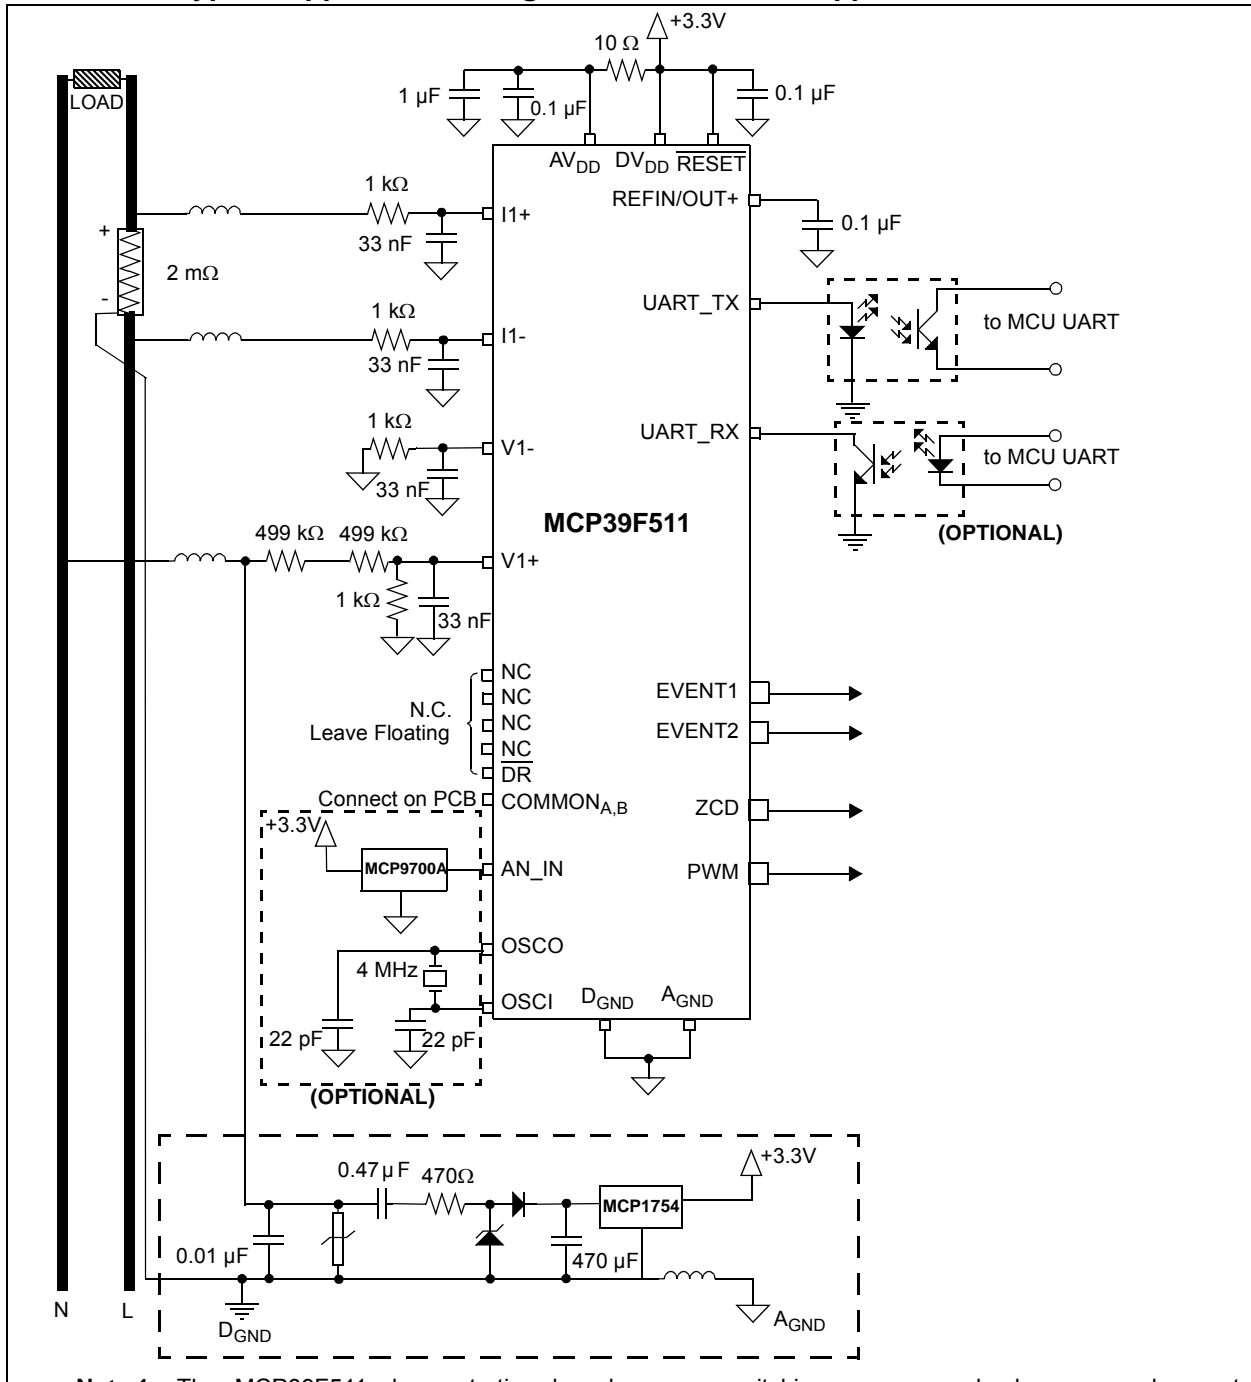 +3.3V
10 Ω
LOAD
1 µF
0.1 µF
0.1 µF
AVDD
DVDD
RESET
1 kΩ
REFIN/OUT+
I1+
33 nF
0.1 µF
+
2 mΩ
-
UART_TX
1 kΩ
I1-
to MCU UART
33 nF
1 kΩ
UART_RX
V1-
to MCU UART
33 nF
MCP39F511
(OPTIONAL)
499 kΩ
499 kΩ
V1+
1 kΩ
33 nF
NC
EVENT1
NC
N.C.
Leave Floating
NC
EVENT2
NC
DR
Connect on PCB
COMMONA,B
ZCD
+3.3V
MCP9700A
AN_IN
PWM
OSCO
4 MHz
OSCI
DGND
AGND
22 pF
22 pF
(OPTIONAL)
+3.3V
0.47µ F
470Ω
MCP1754
0.01 µF
470 µF
N
L
DGND
AGND